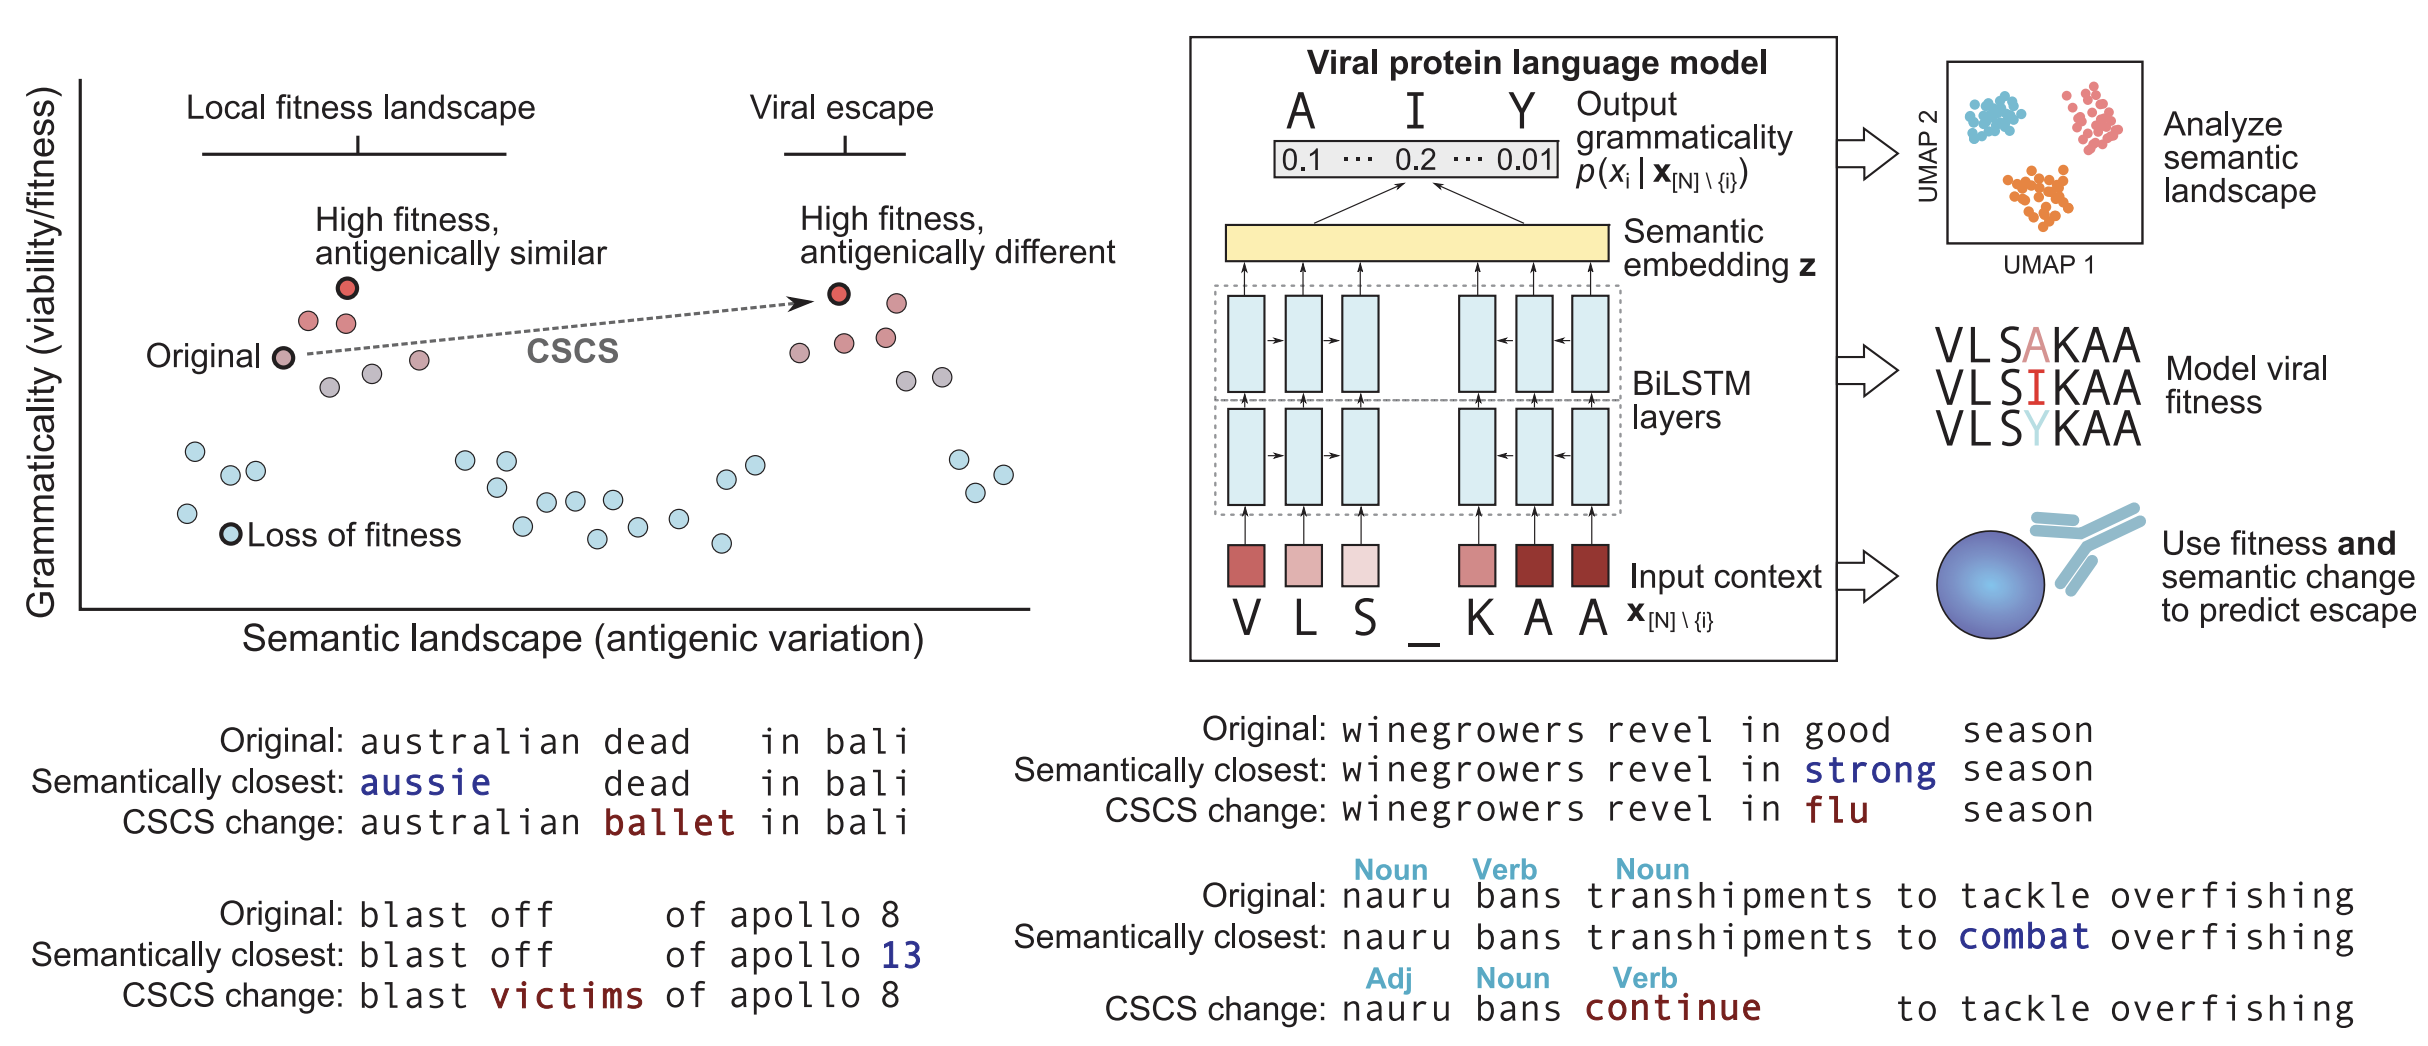 Grammaticality (viability/fitness)
Local fitness landscape
Viral escape
High fitness,
antigenically similar
High fitness,
antigenically different
Original
CSCS
Loss of fitness
Semantic landscape (antigenic variation)
Viral protein language model
A I Y
0.1 ··· 0.2 ··· 0.01
Output
grammaticality
p(x_i | x_[N] \ {i})
Semantic
embedding z
BiLSTM
layers
Input context
x_[N] \ {i}
V L S _ K A A
UMAP 2
UMAP 1
Analyze
semantic
landscape
VLSAKAA
VLSIKAA
VLSYKAA
Model viral
fitness
Use fitness and
semantic change
to predict escape
Original: australian dead in bali
Semantically closest: aussie dead in bali
CSCS change: australian ballet in bali
Original: blast off of apollo 8
Semantically closest: blast off of apollo 13
CSCS change: blast victims of apollo 8
Original: winegrowers revel in good season
Semantically closest: winegrowers revel in strong season
CSCS change: winegrowers revel in flu season
Noun Verb Noun
Original: nauru bans transhipments to tackle overfishing
Semantically closest: nauru bans transhipments to combat overfishing
Adj Noun Verb
CSCS change: nauru bans continue to tackle overfishing